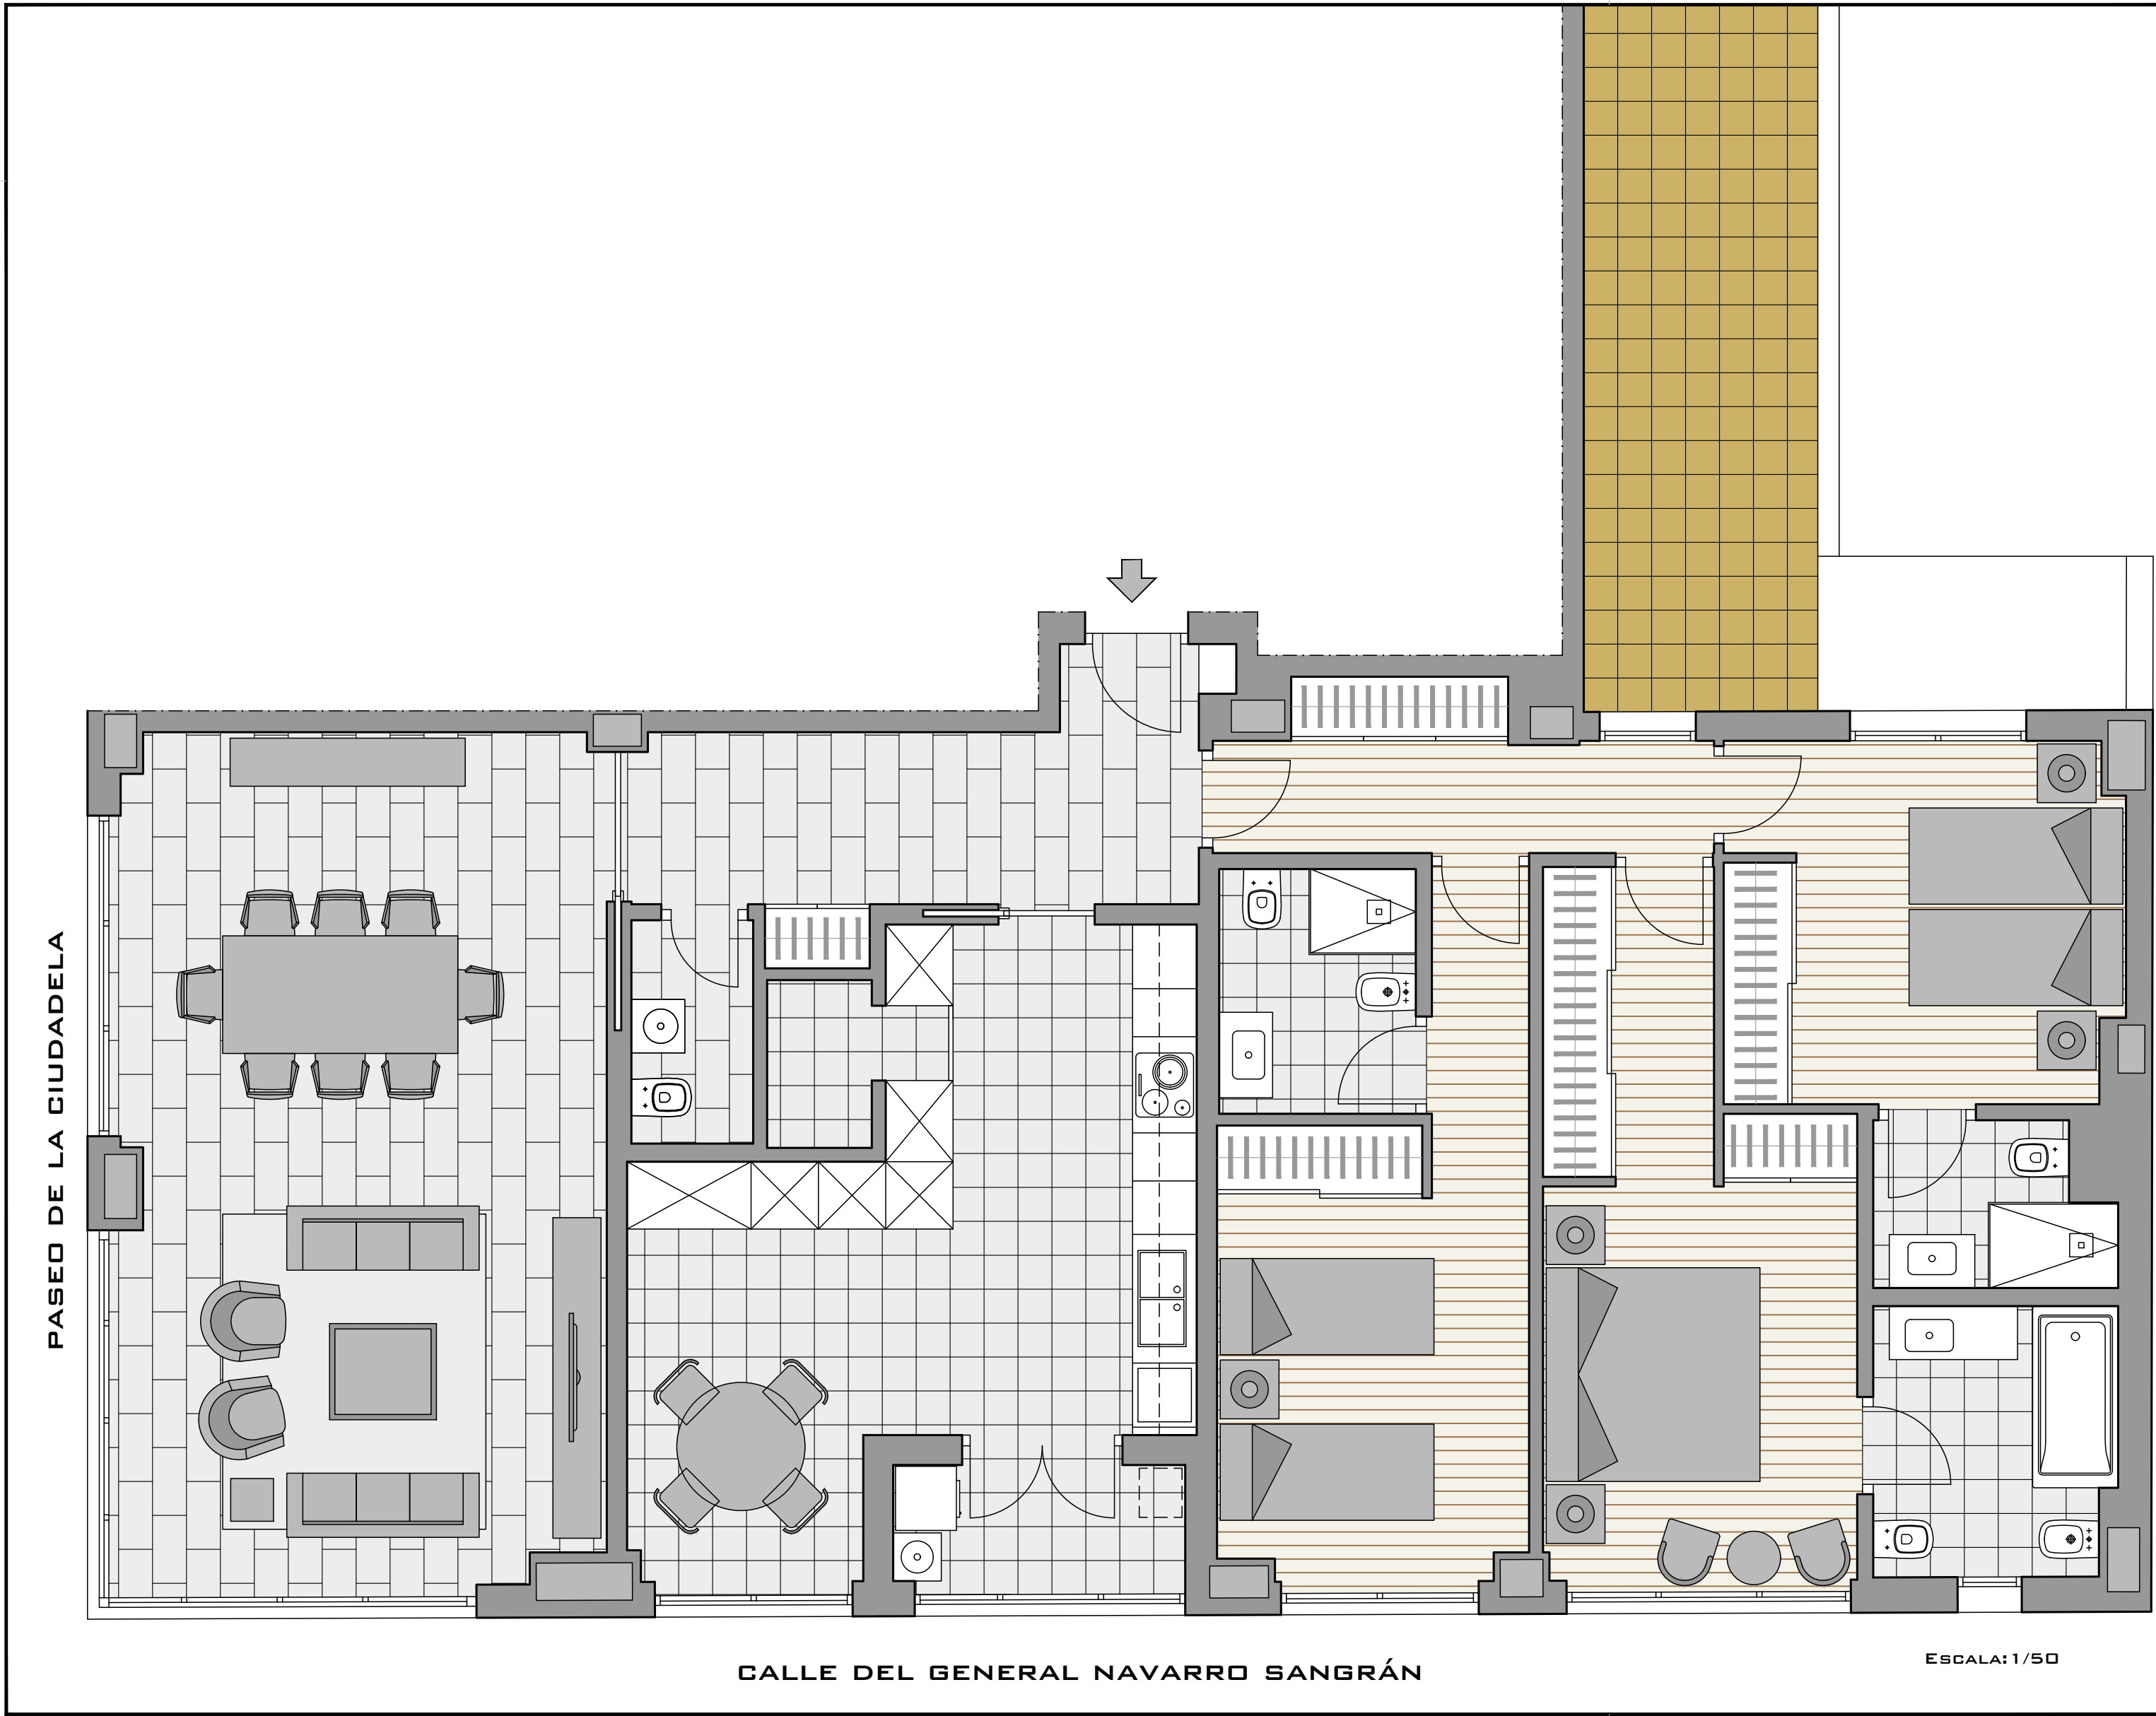 PASEO DE LA CIUDADELA
CALLE DEL GENERAL NAVARRO SANGRÁN
ESCALA:1/50